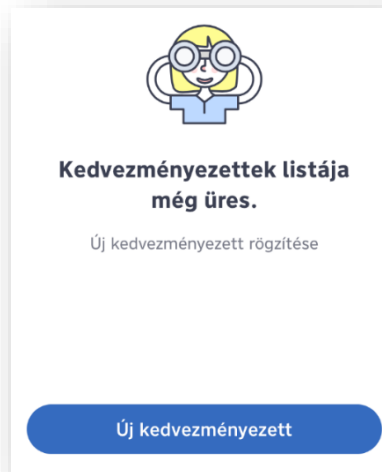 Kedvezményezettek listája
még üres.
Új kedvezményezett rögzítése
Új kedvezményezett